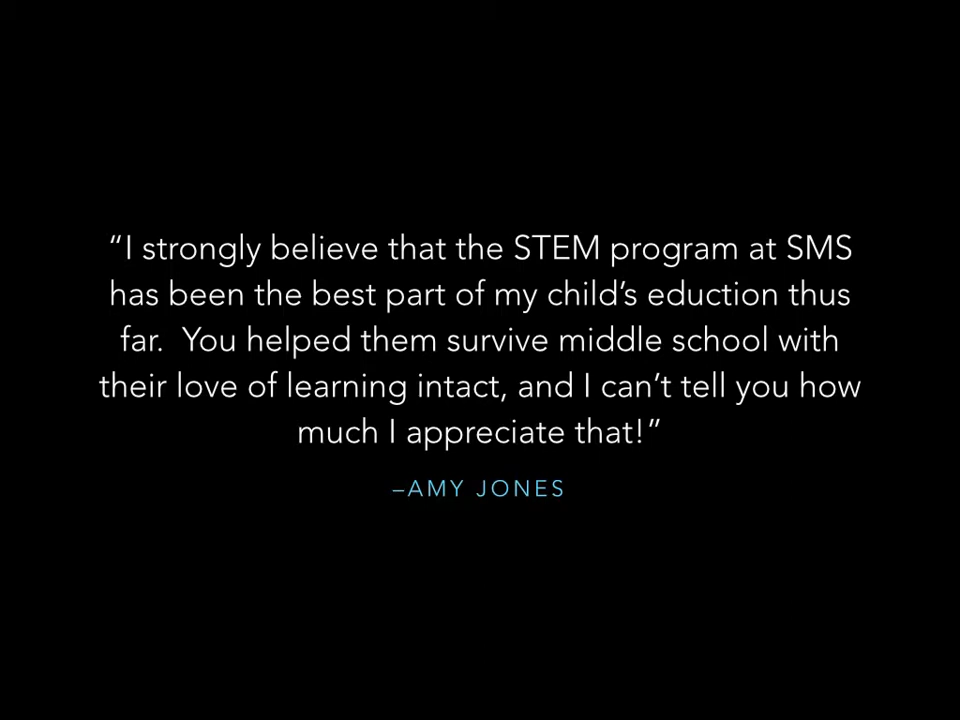 “I strongly believe that the STEM program at SMS
has been the best part of my child’s eduction thus
far.  You helped them survive middle school with
their love of learning intact, and I can’t tell you how
much I appreciate that!”
–AMY JONES